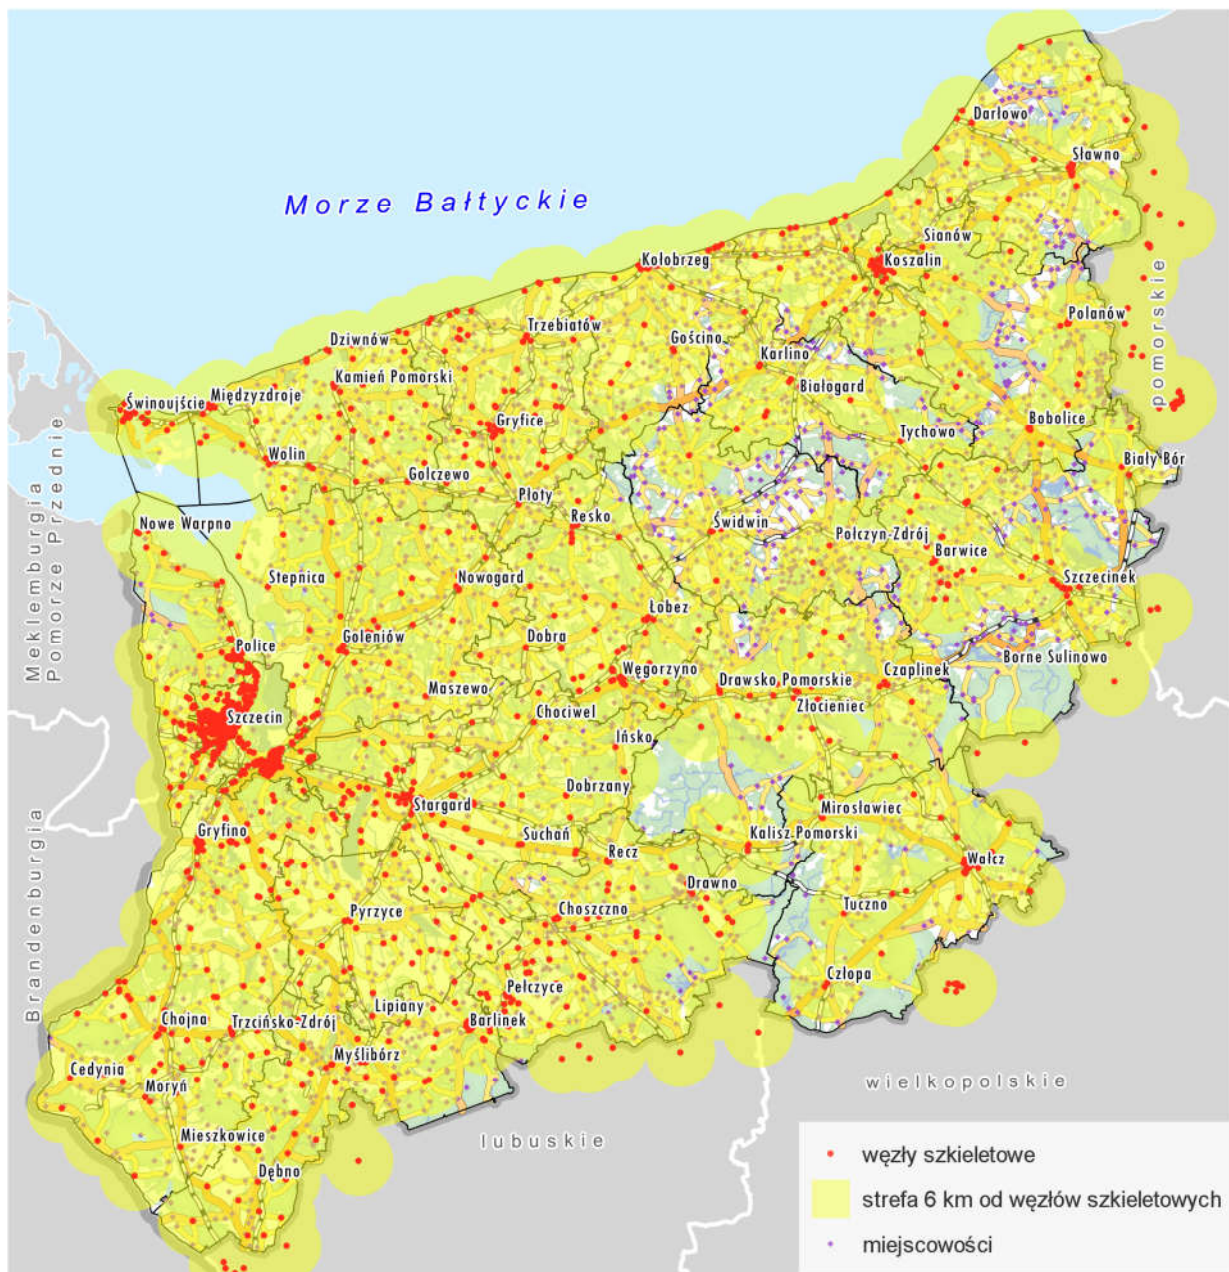 Darłowo
Sławno
Morze Bałtyckie
Sianów
Kołobrzeg
Koszalin
pomorskie
Polanów
Dziwnów
Trzebiatów
Gościno
Karlino
Kamień Pomorski
Białogard
Świnoujście
Międzyzdroje
Gryfice
Tychowo
Bobolice
Wolin
Golczewo
Biały Bór
Płoty
Meklemburgia
Pomorze Przednie
Nowe Warpno
Resko
Świdwin
Połczyn-Zdrój
Barwice
Stepnica
Nowogard
Szczecinek
Łobez
Police
Goleniów
Dobra
Borne Sulinowo
Węgorzyno
Czaplinek
Maszewo
Drawsko Pomorskie
Szczecin
Chociwel
Złocieniec
Ińsko
Dobrzany
Stargard
Mirosławiec
Brandenburgia
Gryfino
Suchań
Kalisz Pomorski
Recz
Wałcz
Drawno
Pyrzyce
Choszczno
Tuczno
Człopa
Pełczyce
Lipiany
Chojna
Trzcińsko-Zdrój
Barlinek
Myślibórz
Cedynia
Moryń
wielkopolskie
Mieszkowice
lubuskie
Dębno
węzły szkieletowe
strefa 6 km od węzłów szkieletowych
miejscowości